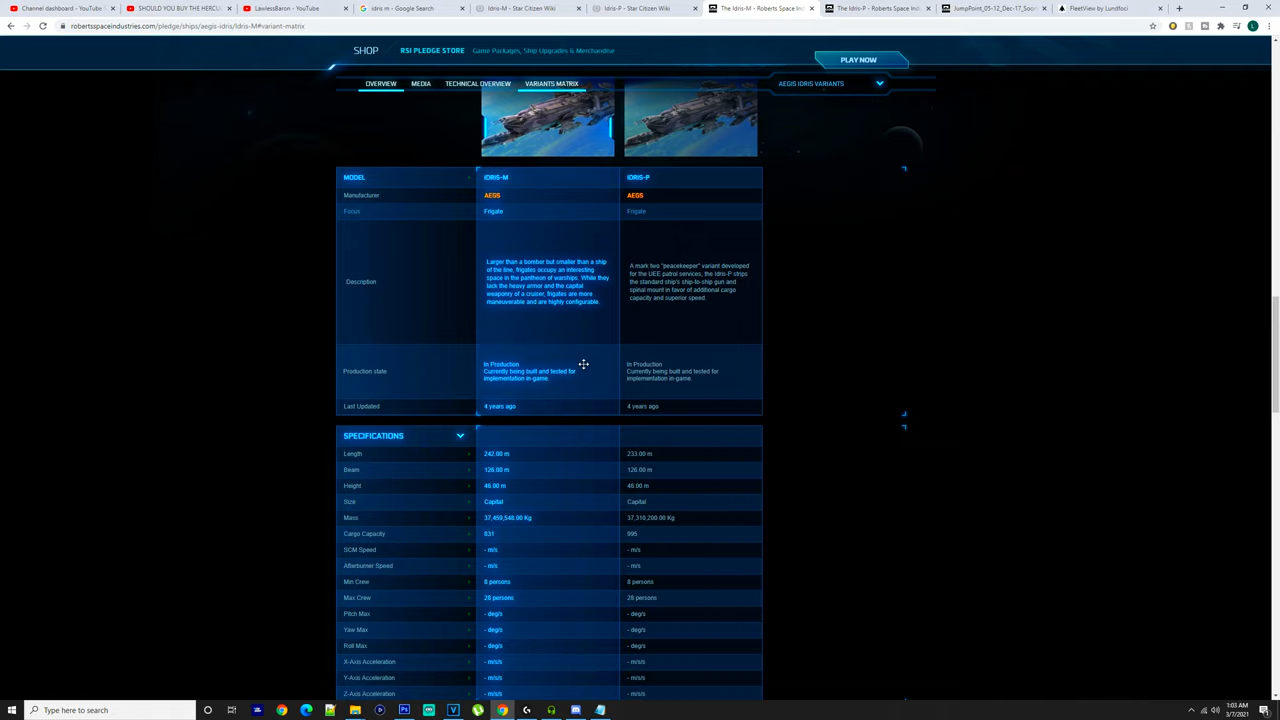 Channel dashboard - YouTube
SHOULD YOU BUY THE HERCU
LawlessBaron - YouTube
idris m - Google Search
Idris-M - Star Citizen Wiki
Idris-P - Star Citizen Wiki
The Idris-M - Roberts Space Ind
The Idris-P - Roberts Space Ind
JumpPoint_05-12_Dec-17_Sooh
FleetView by Lundfoci
robertsspaceindustries.com/pledge/ships/aegis-idris/Idris-M#variant-matrix
SHOP RSI PLEDGE STORE Game Packages, Ship Upgrades & Merchandise
PLAY NOW
OVERVIEW MEDIA TECHNICAL OVERVIEW VARIANTS MATRIX AEGIS IDRIS VARIANTS
MODEL IDRIS-M IDRIS-P
Manufacturer AEGS AEGS
Focus Frigate Frigate
Description
Larger than a bomber but smaller than a ship
of the line, frigates occupy an interesting
space in the pantheon of warships. While they
lack the heavy armor and the capital
weaponry of a cruiser, frigates are more
maneuverable and are highly configurable.
A mark two "peacekeeper" variant developed
for the UEE patrol services, the Idris-P strips
the standard ship's ship-to-ship gun and
spinal mount in favor of additional cargo
capacity and superior speed.
Production state
In Production
Currently being built and tested for
implementation in-game.
In Production
Currently being built and tested for
implementation in-game.
Last Updated 4 years ago 4 years ago
SPECIFICATIONS
Length 242.00 m 233.00 m
Beam 126.00 m 126.00 m
Height 46.00 m 46.00 m
Size Capital Capital
Mass 37,459,548.00 Kg 37,310,200.00 Kg
Cargo Capacity 831 995
SCM Speed - m/s - m/s
Afterburner Speed - m/s - m/s
Min Crew 8 persons 8 persons
Max Crew 28 persons 28 persons
Pitch Max - deg/s - deg/s
Yaw Max - deg/s - deg/s
Roll Max - deg/s - deg/s
X-Axis Acceleration - m/s/s - m/s/s
Y-Axis Acceleration - m/s/s - m/s/s
Z-Axis Acceleration - m/s/s - m/s/s
Type here to search
1:03 AM
3/7/2021